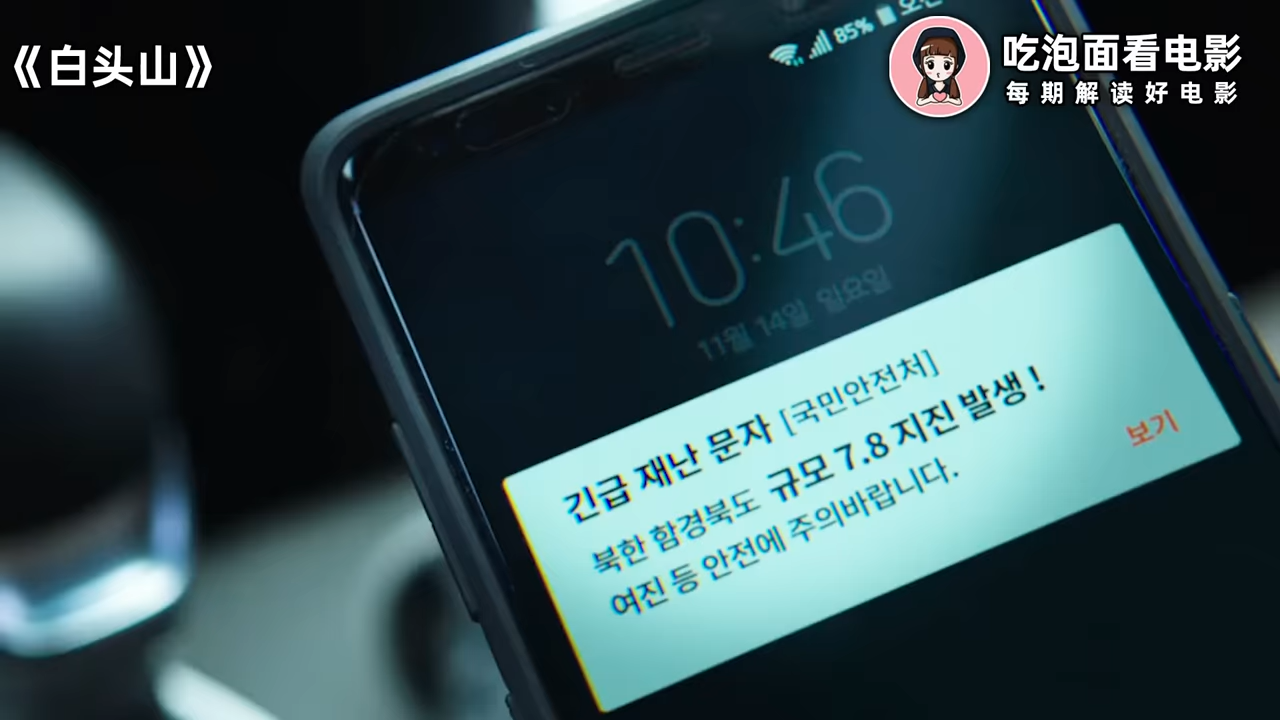 《白头山》
吃泡面看电影
每期解读好电影
85%
10:46
11월 14일 일요일
긴급 재난 문자 [국민안전처]
북한 함경북도 규모 7.8 지진 발생 !
여진 등 안전에 주의바랍니다.
보기